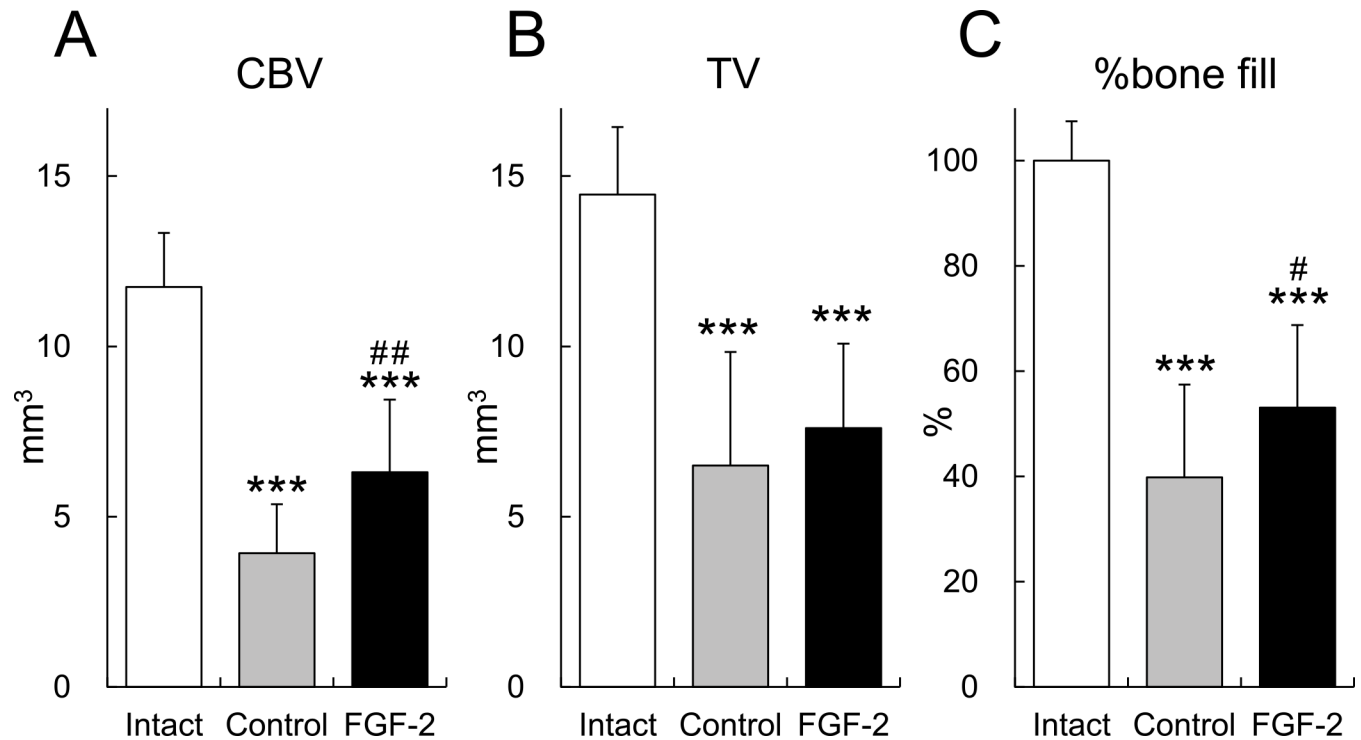 A
CBV
15
10
5
0
mm³
##
***
***
Intact Control FGF-2
B
TV
15
10
5
0
mm³
***
***
Intact Control FGF-2
C
%bone fill
100
80
60
40
20
0
%
#
***
***
Intact Control FGF-2